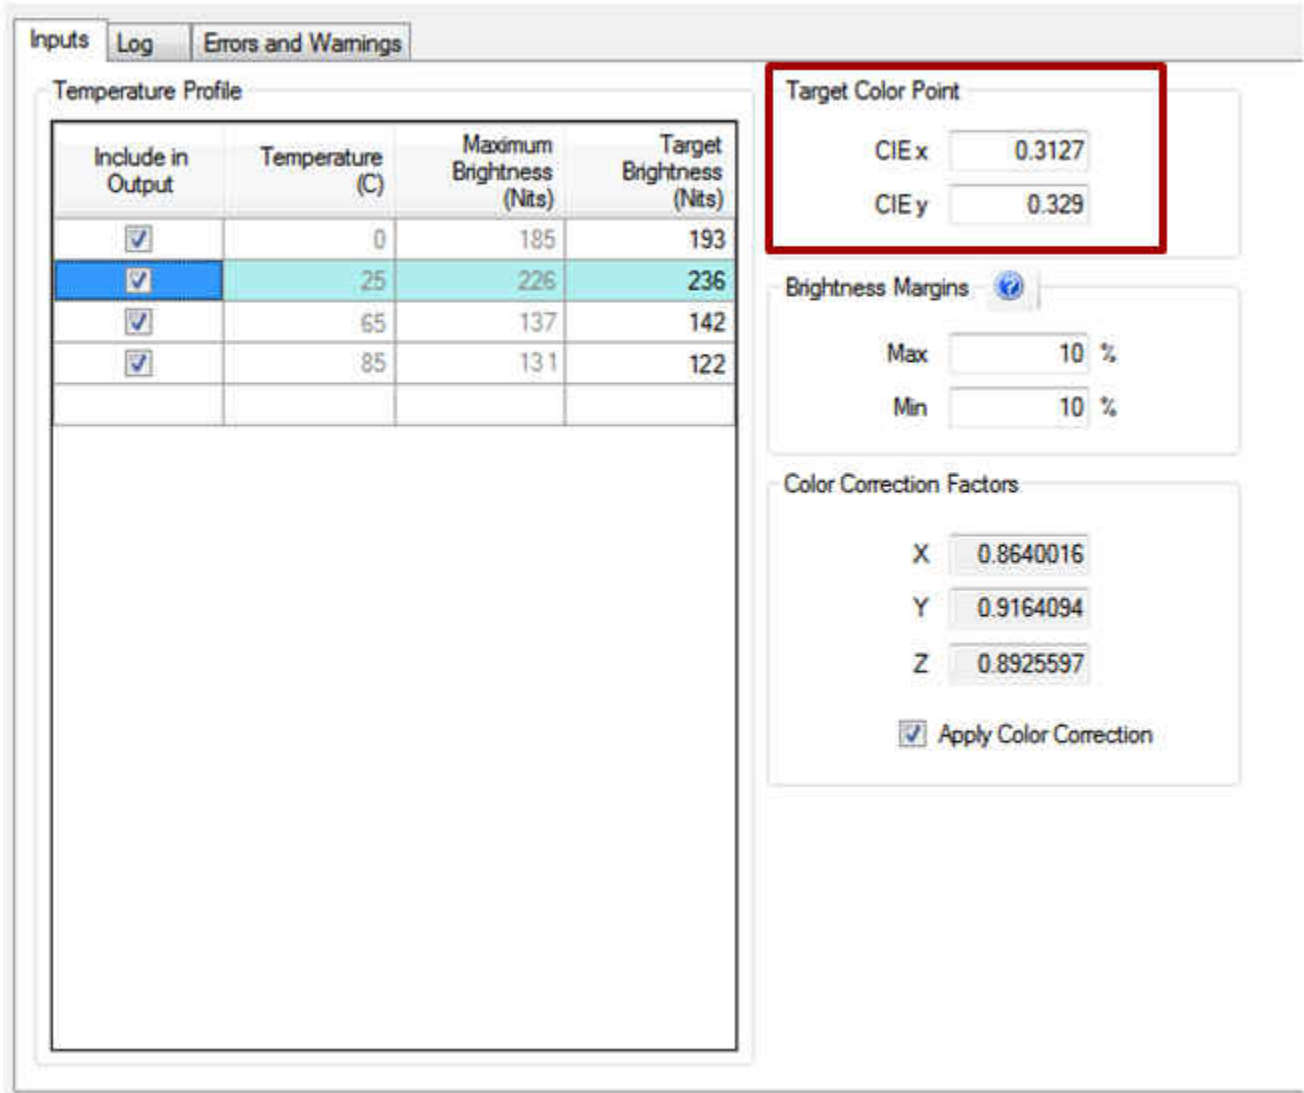 Inputs
Log
Errors and Warnings
Temperature Profile
Include in
Output
Temperature
(C)
Maximum
Brightness
(Nits)
Target
Brightness
(Nits)
0 185 193
25 226 236
65 137 142
85 131 122
Target Color Point
CIE x 0.3127
CIE y 0.329
Brightness Margins
Max 10 %
Min 10 %
Color Correction Factors
X 0.8640016
Y 0.9164094
Z 0.8925597
Apply Color Correction